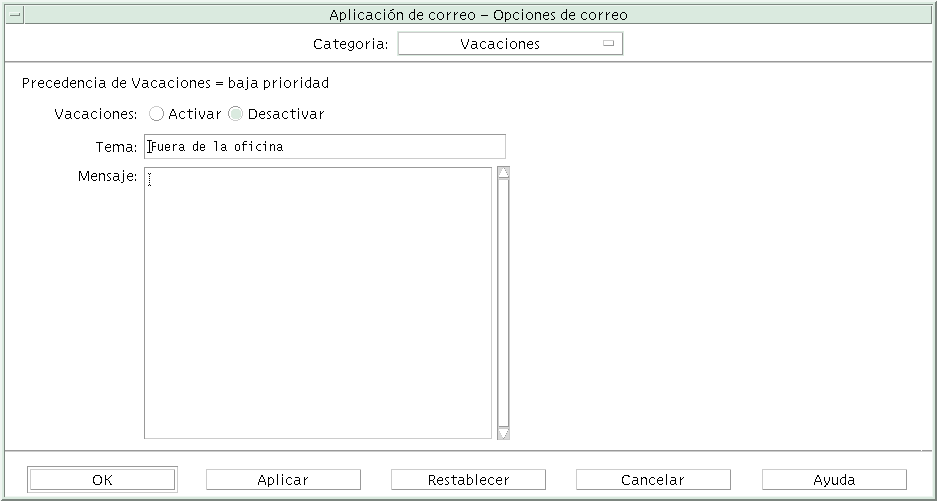 Aplicación de correo – Opciones de correo
Categoria: Vacaciones
Precedencia de Vacaciones = baja prioridad
Vacaciones: Activar Desactivar
Tema: Fuera de la oficina
Mensaje:
OK Aplicar Restablecer Cancelar Ayuda